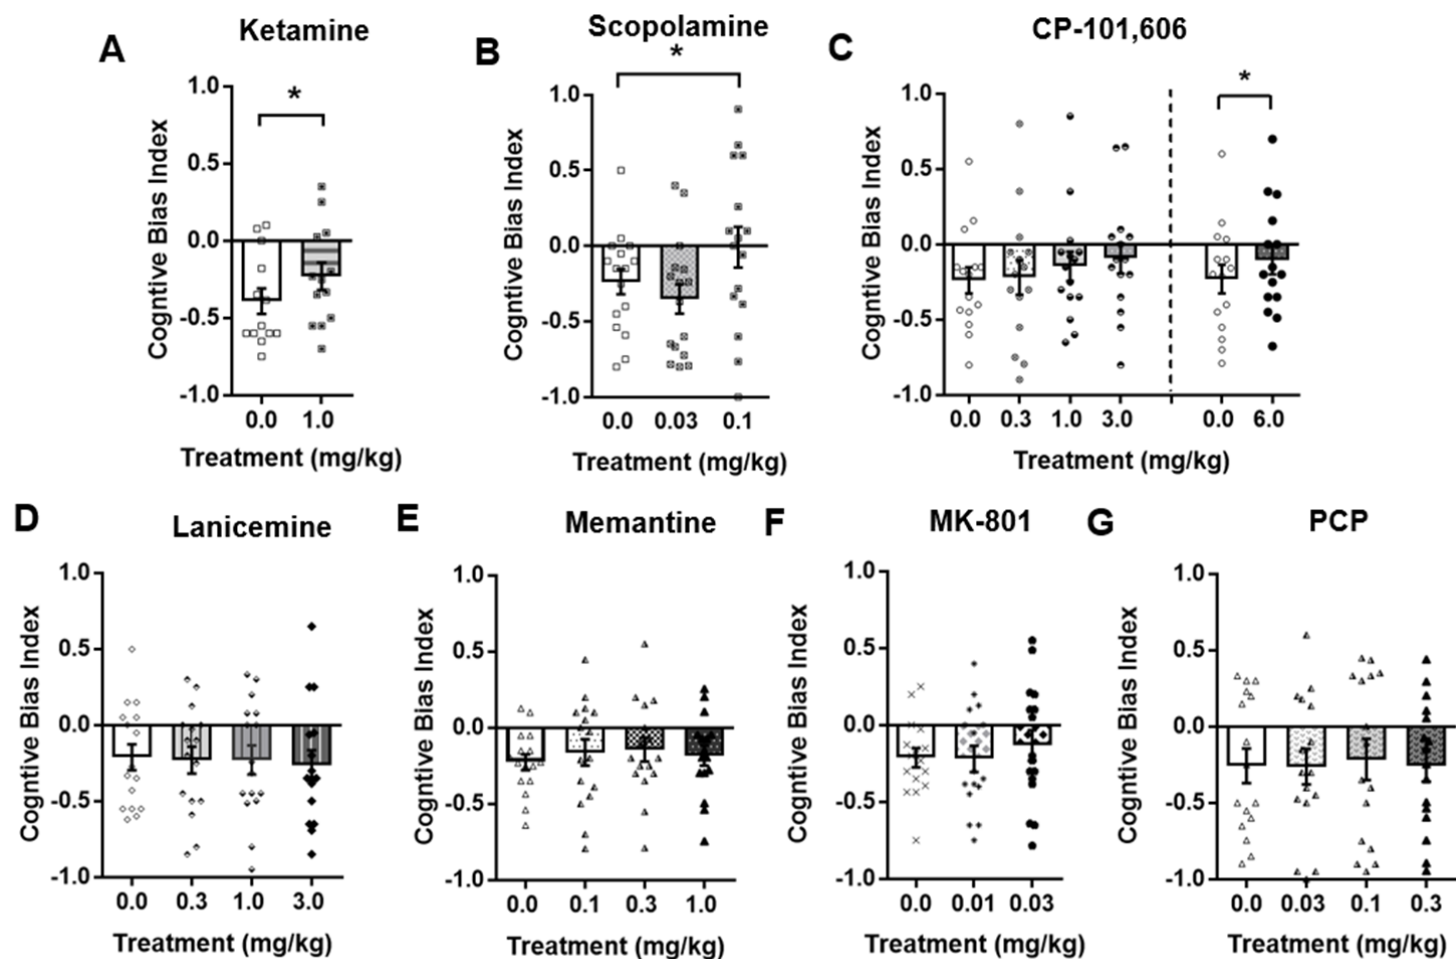 A
Ketamine
*
Cogntive Bias Index
1.0
0.5
0.0
-0.5
-1.0
0.0 1.0
Treatment (mg/kg)
B
Scopolamine
*
Cogntive Bias Index
1.0
0.5
0.0
-0.5
-1.0
0.0 0.03 0.1
Treatment (mg/kg)
C
CP-101,606
*
Cogntive Bias Index
1.0
0.5
0.0
-0.5
-1.0
0.0 0.3 1.0 3.0 0.0 6.0
Treatment (mg/kg)
D
Lanicemine
Cogntive Bias Index
1.0
0.5
0.0
-0.5
-1.0
0.0 0.3 1.0 3.0
Treatment (mg/kg)
E
Memantine
Cogntive Bias Index
1.0
0.5
0.0
-0.5
-1.0
0.0 0.1 0.3 1.0
Treatment (mg/kg)
F
MK-801
Cogntive Bias Index
1.0
0.5
0.0
-0.5
-1.0
0.0 0.01 0.03
Treatment (mg/kg)
G
PCP
Cogntive Bias Index
1.0
0.5
0.0
-0.5
-1.0
0.0 0.03 0.1 0.3
Treatment (mg/kg)